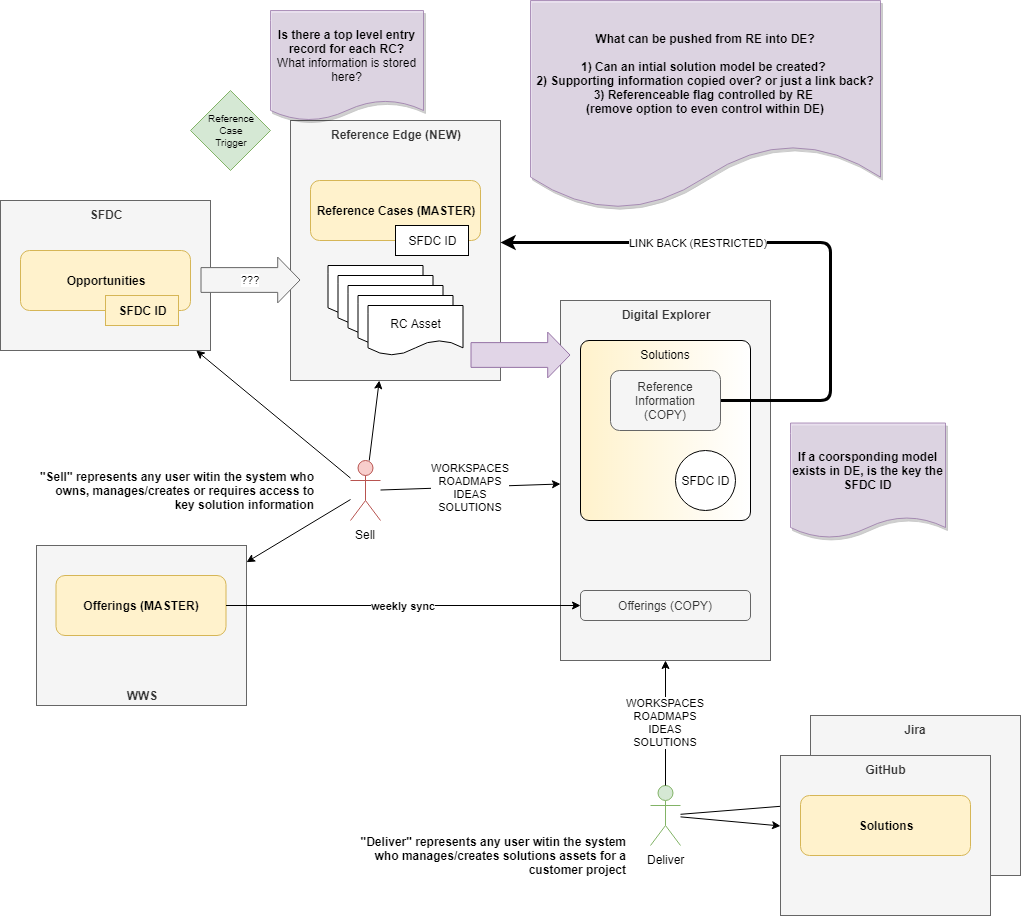 Is there a top level entry
record for each RC?
What information is stored
here?
What can be pushed from RE into DE?
1) Can an intial solution model be created?
2) Supporting information copied over? or just a link back?
3) Referenceable flag controlled by RE
(remove option to even control within DE)
Reference
Case
Trigger
Reference Edge (NEW)
Reference Cases (MASTER)
SFDC ID
RC Asset
SFDC
Opportunities
SFDC ID
???
LINK BACK (RESTRICTED)
Digital Explorer
Solutions
Reference
Information
(COPY)
SFDC ID
Offerings (COPY)
If a coorsponding model
exists in DE, is the key the
SFDC ID
"Sell" represents any user witin the system who
owns, manages/creates or requires access to
key solution information
Sell
WORKSPACES
ROADMAPS
IDEAS
SOLUTIONS
Offerings (MASTER)
WWS
weekly sync
WORKSPACES
ROADMAPS
IDEAS
SOLUTIONS
Jira
GitHub
Solutions
"Deliver" represents any user witin the system
who manages/creates solutions assets for a
customer project
Deliver